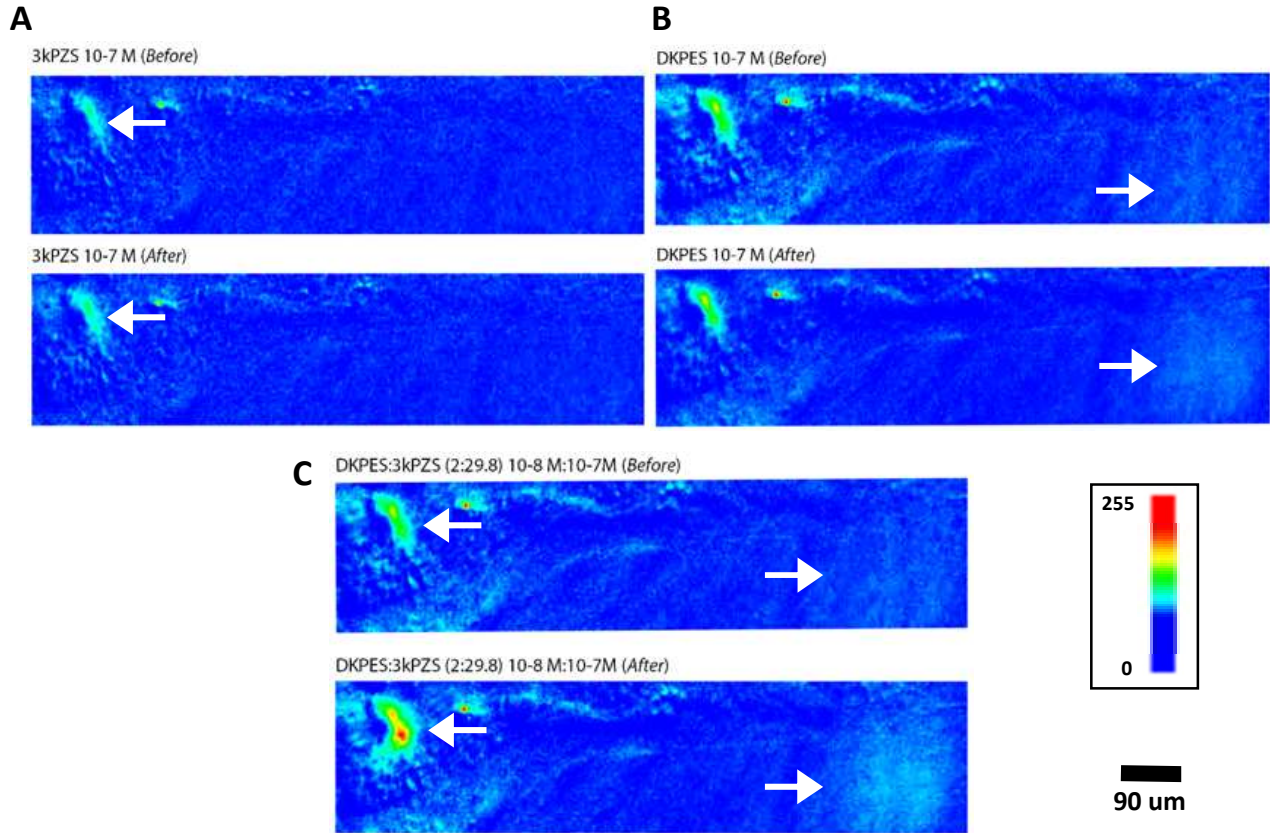 A
B
3kPZS 10-7 M (Before)
DKPES 10-7 M (Before)
3kPZS 10-7 M (After)
DKPES 10-7 M (After)
C
DKPES:3kPZS (2:29.8) 10-8 M:10-7M (Before)
255
0
DKPES:3kPZS (2:29.8) 10-8 M:10-7M (After)
90 um